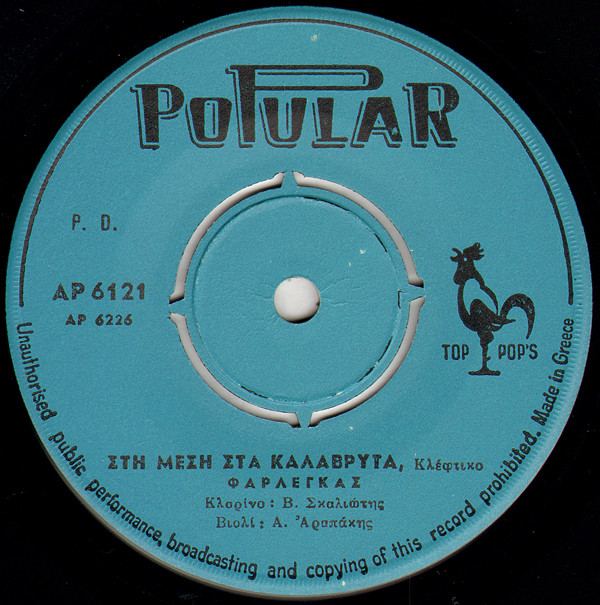 POPULAR
P. D.
AP 6121
AP 6226
TOP POP'S
ΣΤΗ ΜΕΣΗ ΣΤΑ ΚΑΛΑΒΡΥΤΑ, Κλέφτικο
ΦΑΡΛΕΓΚΑΣ
Κλαρίνο : Β. Σκαλιώτης
Βιολί : Α. Ἀραπάκης
Unauthorised public performance, broadcasting and copying of this record prohibited. Made in Greece